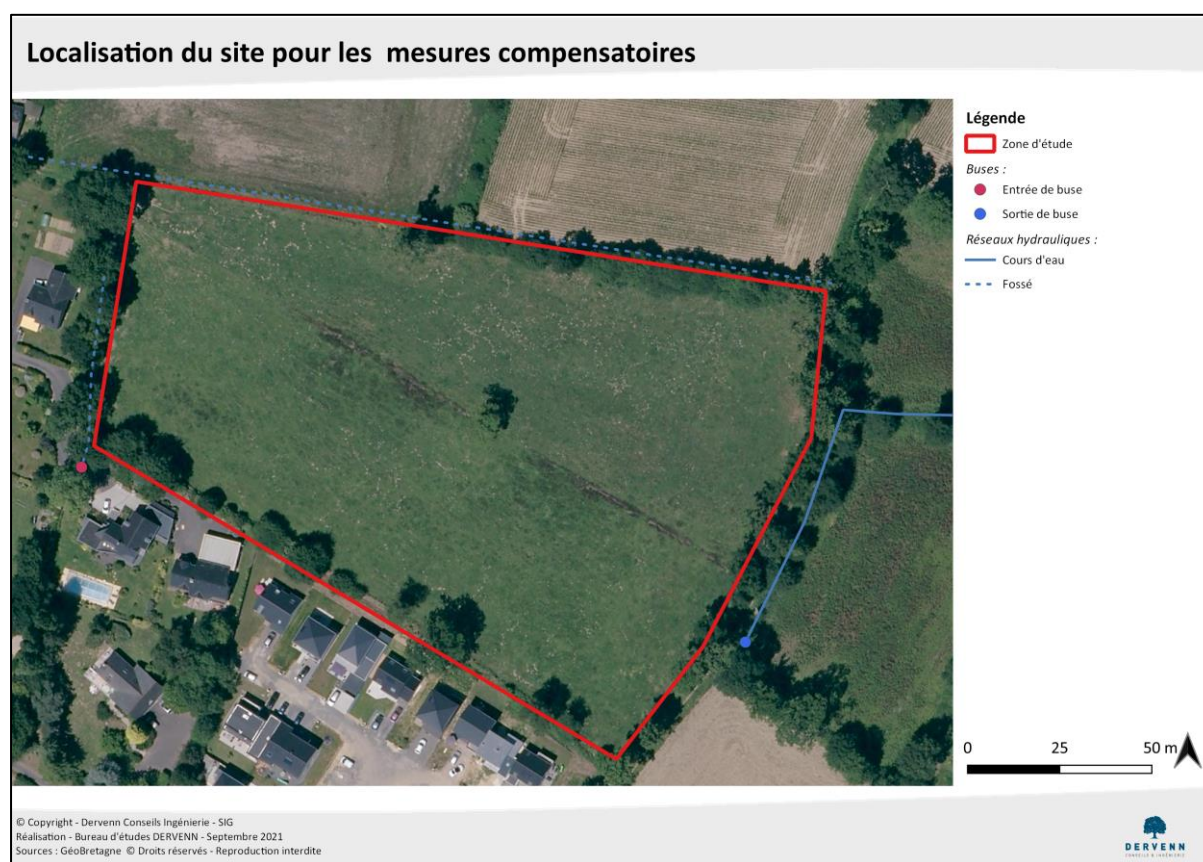 Localisation du site pour les mesures compensatoires
Légende
Zone d'étude
Buses :
Entrée de buse
Sortie de buse
Réseaux hydrauliques :
Cours d'eau
Fossé
0 25 50 m
© Copyright - Dervenn Conseils Ingénierie - SIG
Réalisation - Bureau d'études DERVENN - Septembre 2021
Sources : GéoBretagne © Droits réservés - Reproduction interdite
DERVENN
CONSEILS & INGÉNIERIE